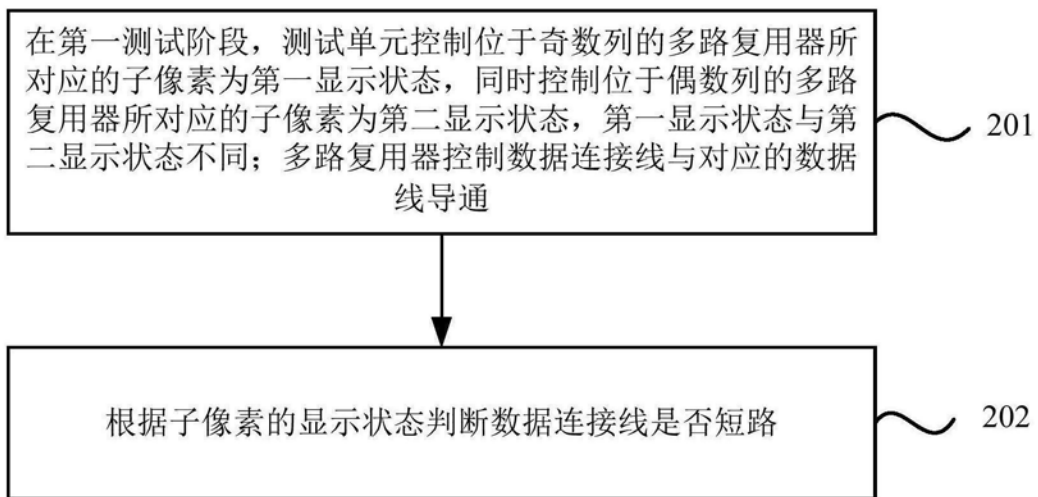 在第一测试阶段，测试单元控制位于奇数列的多路复用器所
对应的子像素为第一显示状态，同时控制位于偶数列的多路
复用器所对应的子像素为第二显示状态，第一显示状态与第
二显示状态不同；多路复用器控制数据连接线与对应的数据
线导通
201
根据子像素的显示状态判断数据连接线是否短路
202